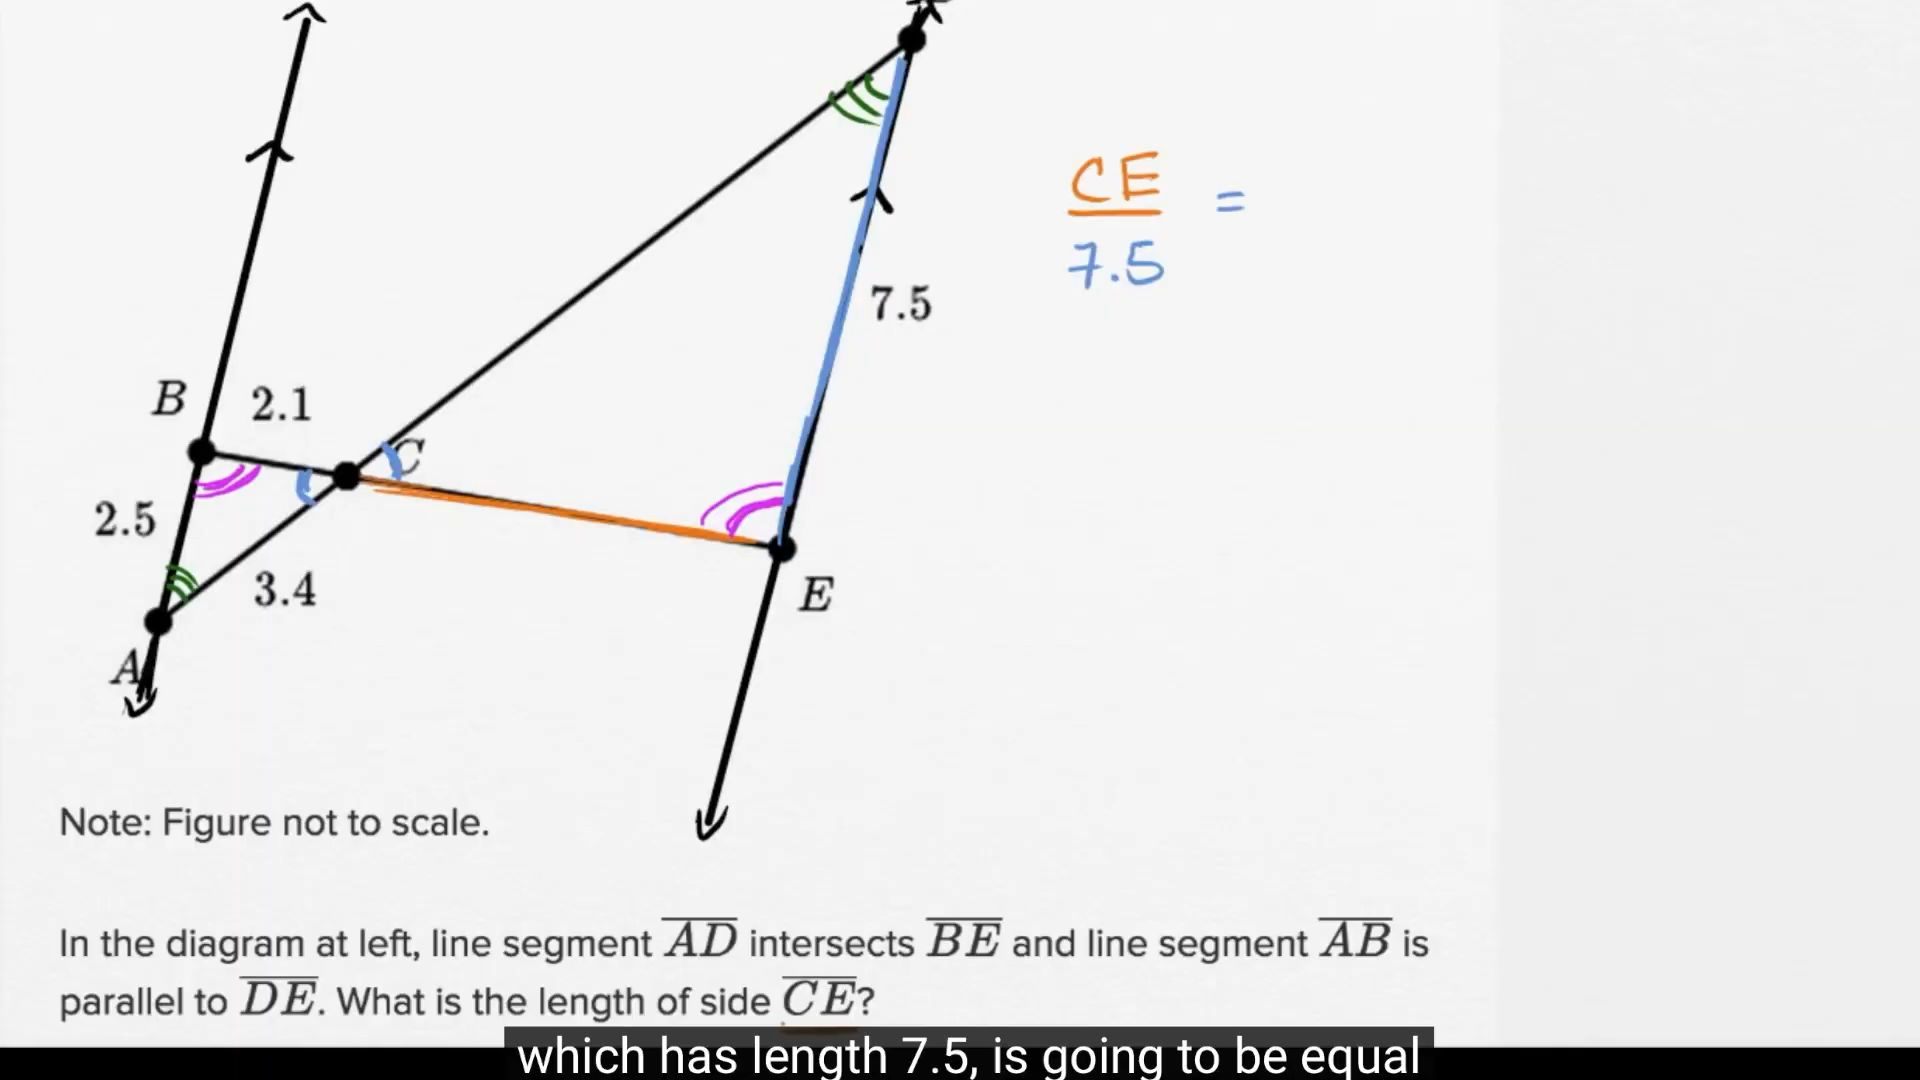 CE
=
7.5
7.5
B
2.1
C
2.5
3.4
E
A
Note: Figure not to scale.
In the diagram at left, line segment AD intersects BE and line segment AB is
parallel to DE. What is the length of side CE?
which has length 7.5, is going to be equal